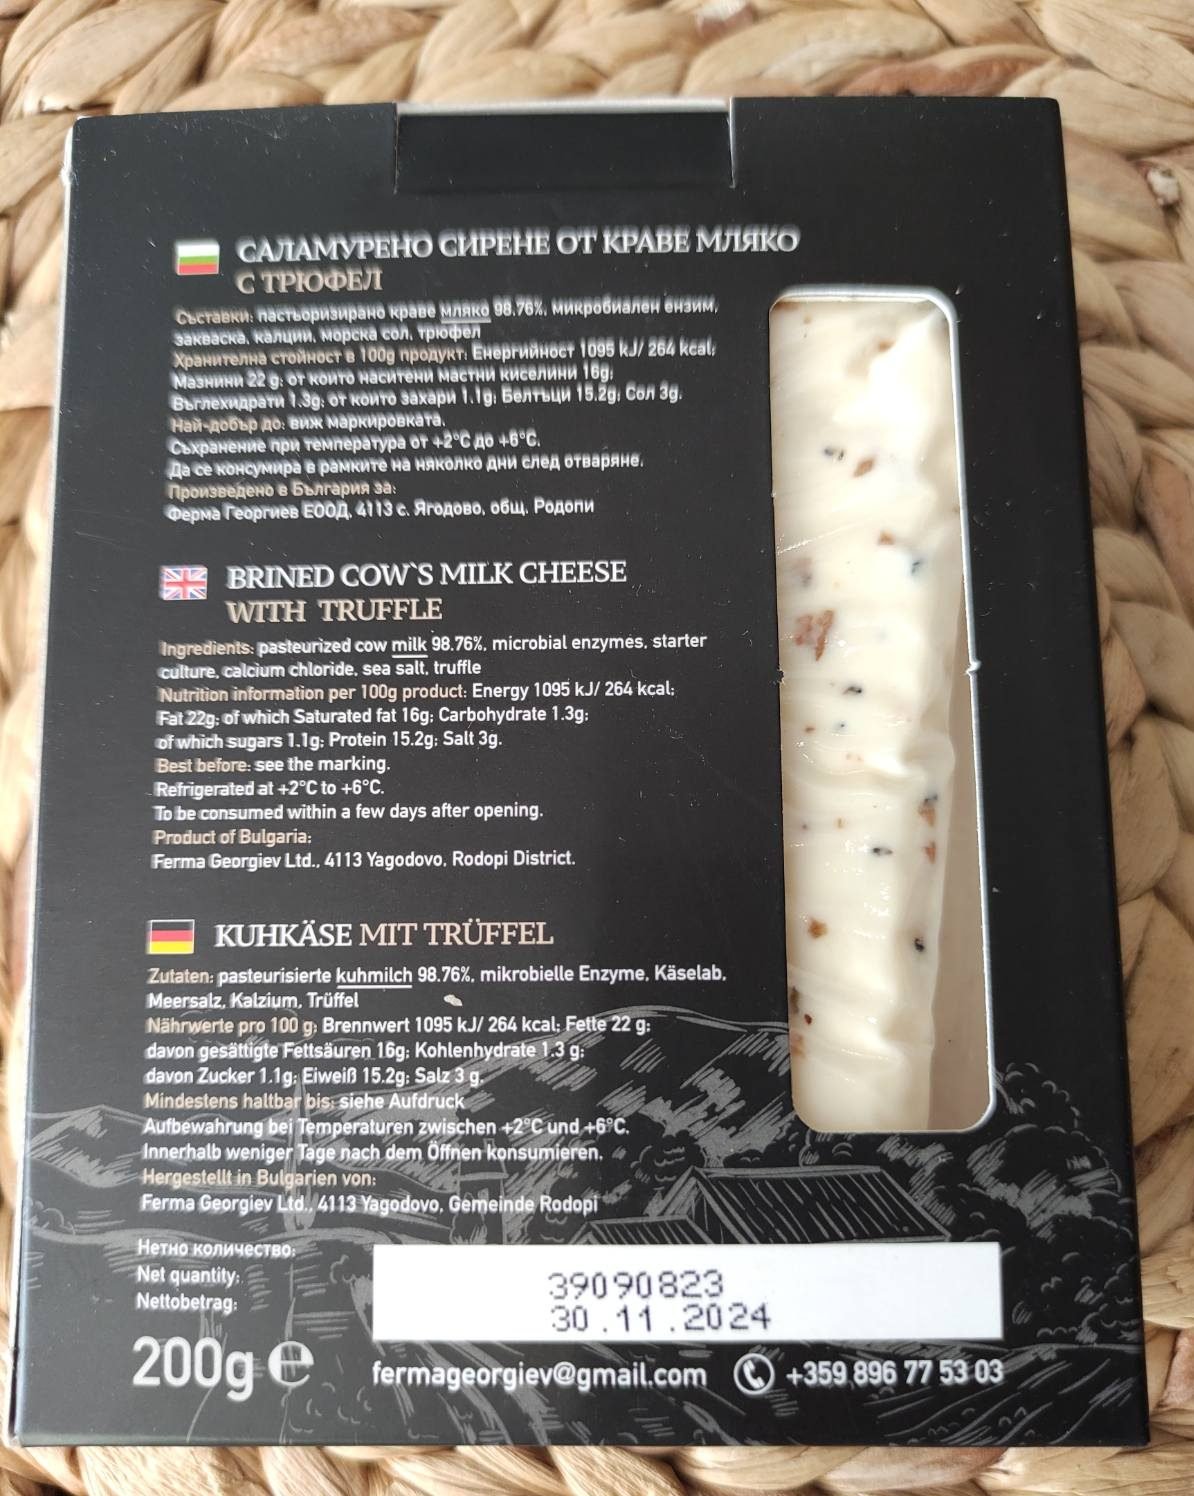 САЛАМУРЕНО СИРЕНЕ ОТ КРАВЕ МЛЯКО
С ТРЮФЕЛ
Съставки: пастьоризирано краве мляко 98.76%, микробиален ензим,
закваска, калции, морска сол, трюфел
Хранителна стойност в 100g продукт: Енергийност 1095 kJ/ 264 kcal;
Мазнини 22 g; от които наситени мастни киселини 16g;
Въглехидрати 1.3g; от които захари 1.1g; Белтъци 15.2g; Сол 3g.
Най-добър до: виж маркировката.
Съхранение при температура от +2°C до +6°C.
Да се консумира в рамките на няколко дни след отваряне.
Произведено в България за:
Ферма Георгиев ЕООД, 4113 с. Ягодово, общ. Родопи
BRINED COW`S MILK CHEESE
WITH TRUFFLE
Ingredients: pasteurized cow milk 98.76%, microbial enzymes, starter
culture, calcium chloride, sea salt, truffle
Nutrition information per 100g product: Energy 1095 kJ/ 264 kcal;
Fat 22g; of which Saturated fat 16g; Carbohydrate 1.3g;
of which sugars 1.1g; Protein 15.2g; Salt 3g.
Best before: see the marking.
Refrigerated at +2°C to +6°C.
To be consumed within a few days after opening.
Product of Bulgaria:
Ferma Georgiev Ltd., 4113 Yagodovo, Rodopi District.
KUHKÄSE MIT TRÜFFEL
Zutaten: pasteurisierte kuhmilch 98.76%, mikrobielle Enzyme, Käselab,
Meersalz, Kalzium, Trüffel
Nährwerte pro 100 g: Brennwert 1095 kJ/ 264 kcal; Fette 22 g;
davon gesättigte Fettsäuren 16g; Kohlenhydrate 1.3 g;
davon Zucker 1.1g; Eiweiß 15.2g; Salz 3 g.
Mindestens haltbar bis: siehe Aufdruck
Aufbewahrung bei Temperaturen zwischen +2°C und +6°C.
Innerhalb weniger Tage nach dem Öffnen konsumieren.
Hergestellt in Bulgarien von:
Ferma Georgiev Ltd., 4113 Yagodovo, Gemeinde Rodopi
Нетно количество:
Net quantity:
Nettobetrag:
200g ℮
39090823
30.11.2024
fermageorgiev@gmail.com +359 896 77 53 03